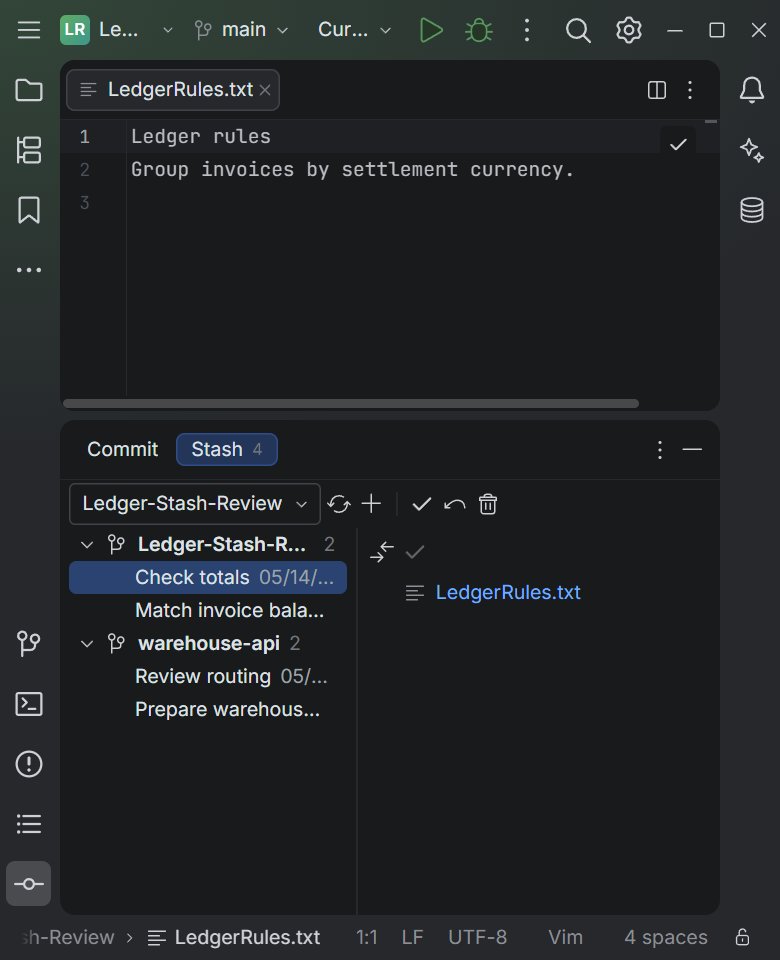 LR Le... main Cur...
LedgerRules.txt
1 Ledger rules
2 Group invoices by settlement currency.
3
Commit Stash 4
Ledger-Stash-Review
Ledger-Stash-R... 2
Check totals 05/14/...
Match invoice bala...
warehouse-api 2
Review routing 05/...
Prepare warehous...
LedgerRules.txt
sh-Review › LedgerRules.txt 1:1 LF UTF-8 Vim 4 spaces